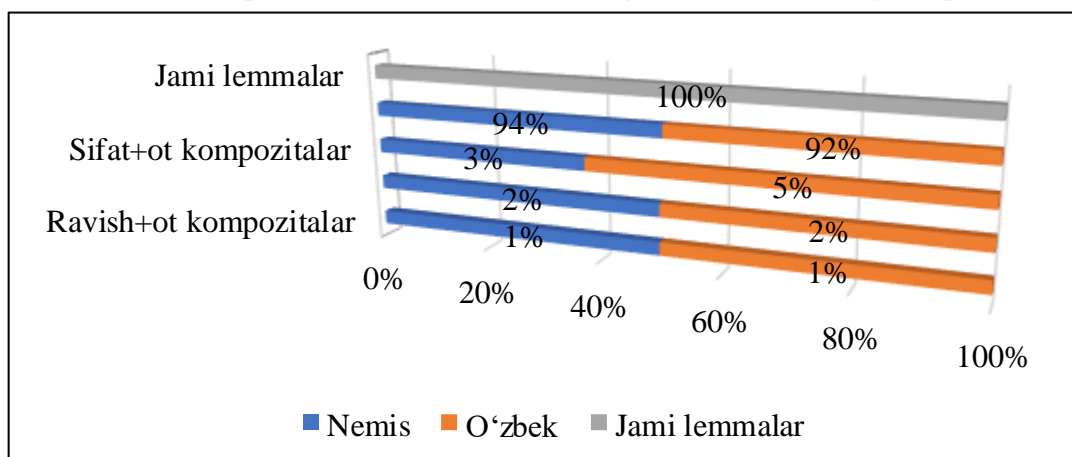 Jami lemmalar
100%
94% 92%
Sifat+ot kompozitalar
3% 5%
2% 2%
Ravish+ot kompozitalar
1% 1%
0% 20% 40% 60% 80% 100%
Nemis O‘zbek Jami lemmalar